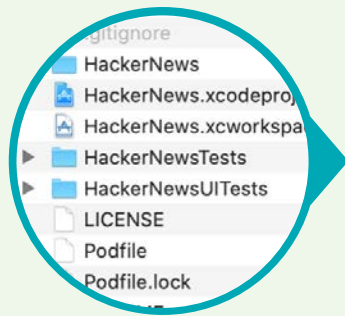 .gitignore
HackerNews
HackerNews.xcodeproj
HackerNews.xcworkspa
HackerNewsTests
HackerNewsUITests
LICENSE
Podfile
Podfile.lock